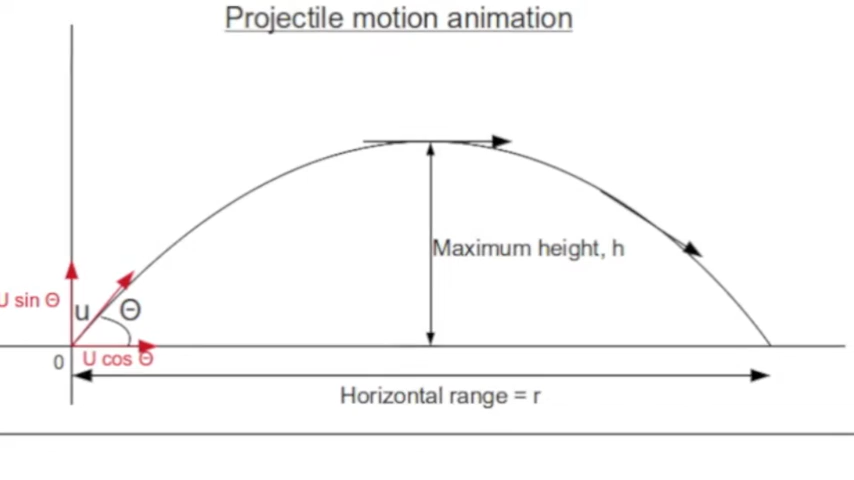 Projectile motion animation
Maximum height, h
U sin Θ
u
Θ
0
U cos Θ
Horizontal range = r